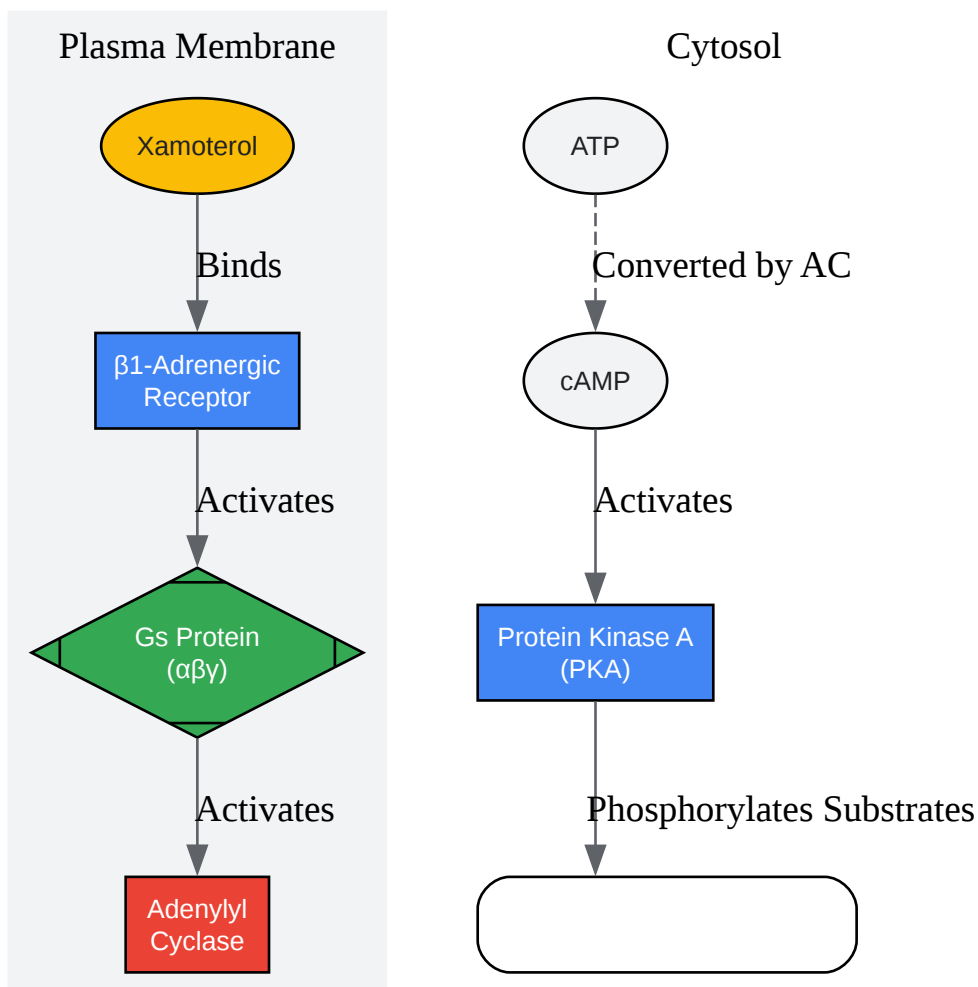 Plasma Membrane
Xamoterol
Binds
β1-Adrenergic
Receptor
Activates
Gs Protein
(αβγ)
Activates
Adenylyl
Cyclase
Cytosol
ATP
Converted by AC
cAMP
Activates
Protein Kinase A
(PKA)
Phosphorylates Substrates